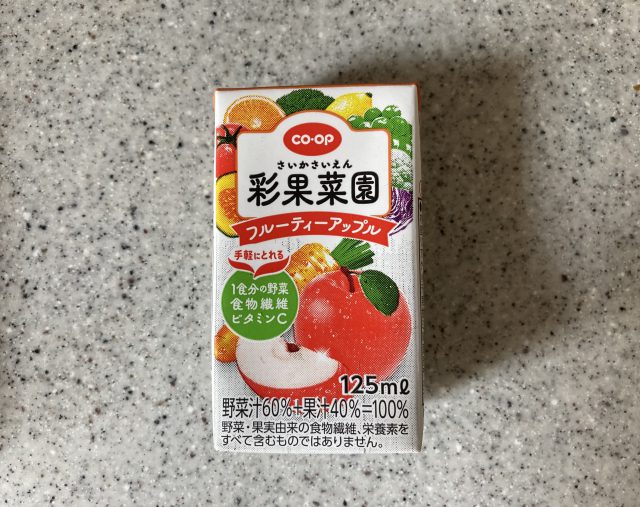 CO·OP
さいかさいえん
彩果菜園
フルーティーアップル
手軽にとれる
1食分の野菜
食物繊維
ビタミンC
125mℓ
野菜汁60%+果汁40%=100%
野菜・果実由来の食物繊維、栄養素を
すべて含むものではありません。